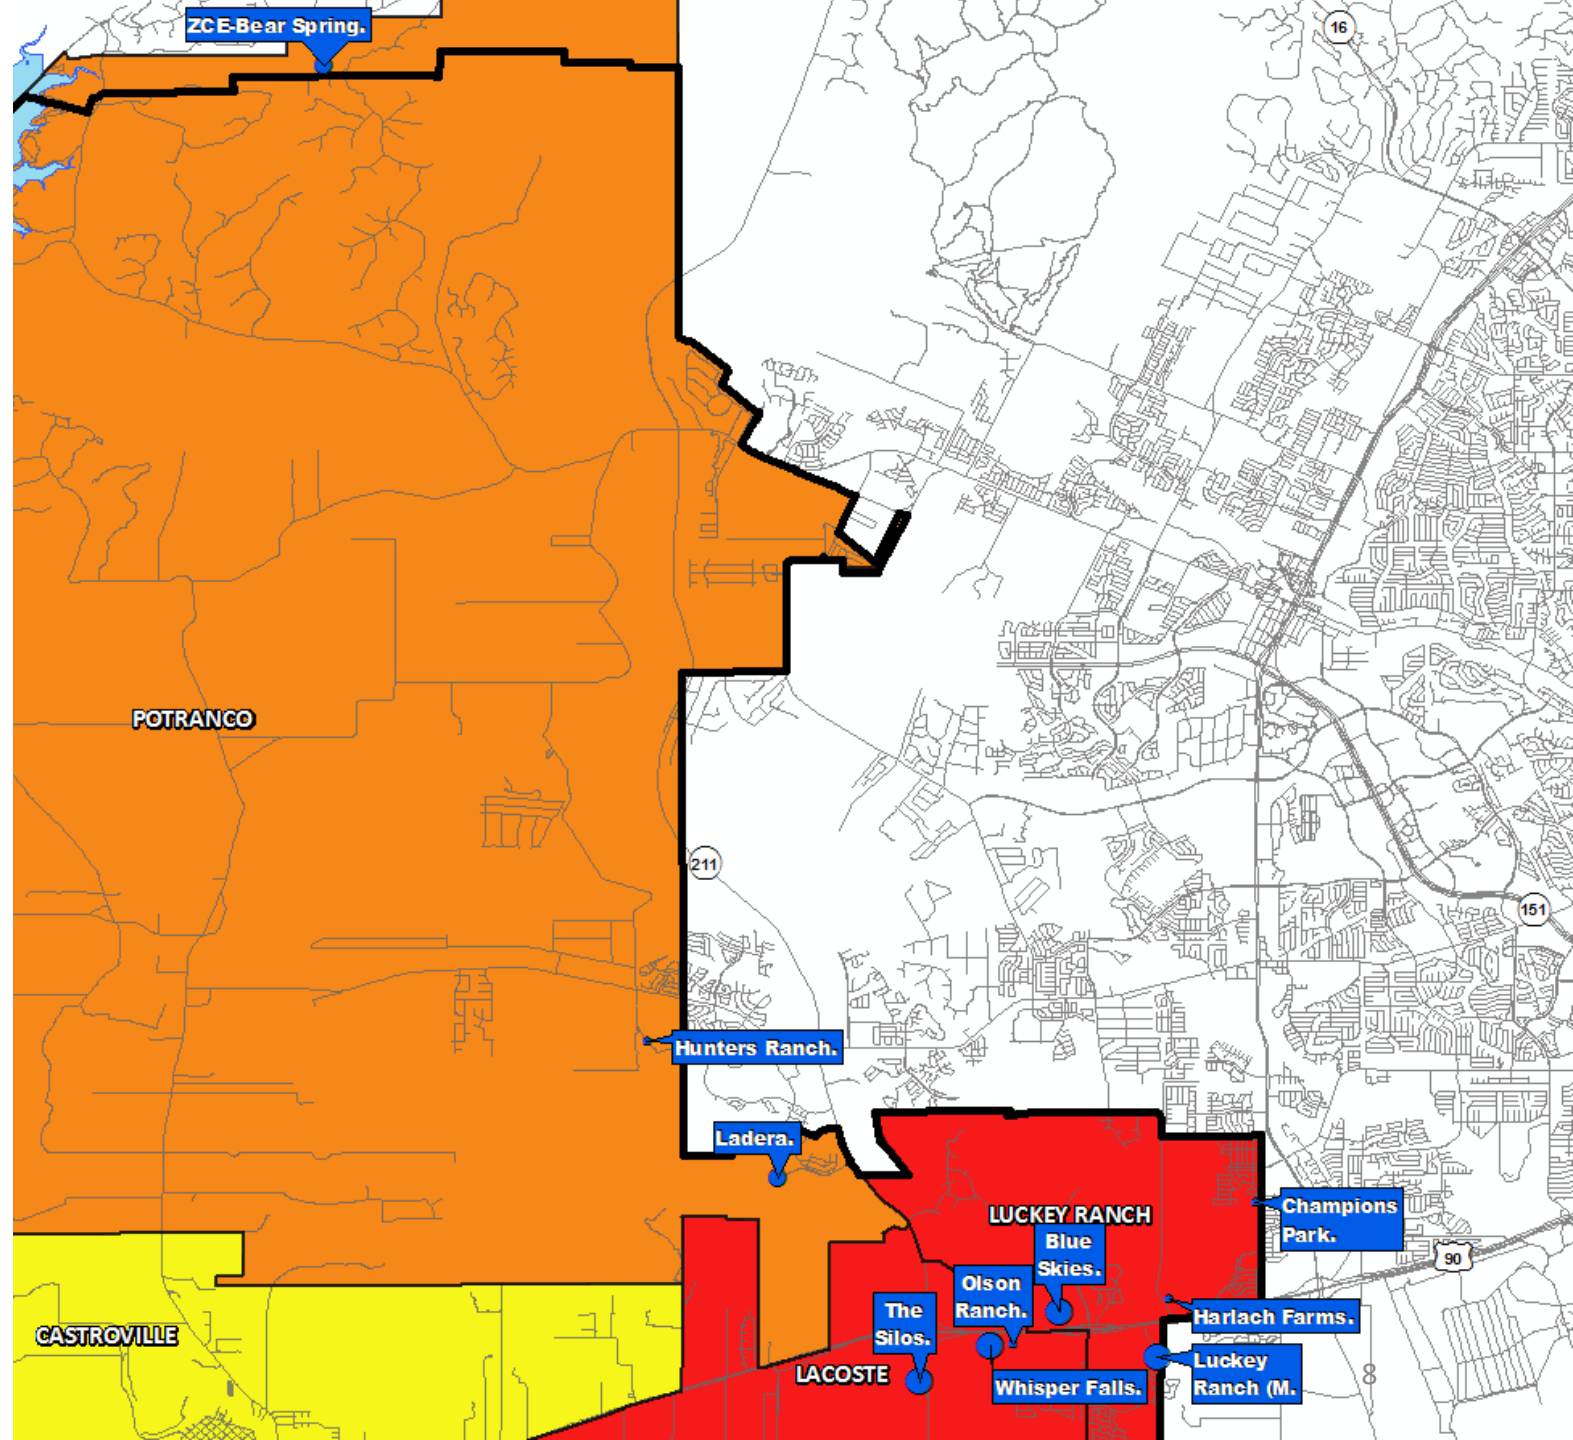 ZCE-Bear Spring.
16
POTRANCO
211
151
Hunters Ranch.
Ladera.
LUCKEY RANCH
Champions
Park.
Blue
Skies.
90
Olson
Ranch.
The
Silos.
Harlach Farms.
CASTROVILLE
LACOSTE
Whisper Falls.
Luckey
Ranch (M.